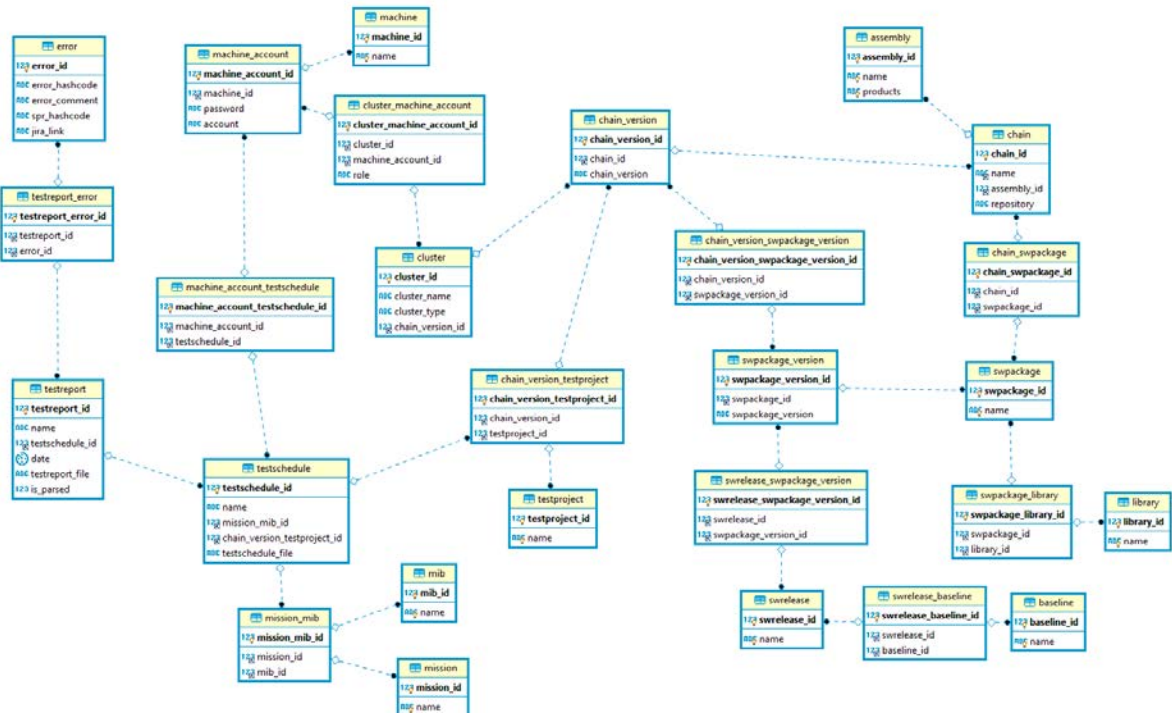 error
error_id
error_hashcode
error_comment
spr_hashcode
jira_link
testreport_error
testreport_error_id
testreport_id
error_id
testreport
testreport_id
name
testschedule_id
date
testreport_file
is_parsed
machine_account
machine_account_id
machine_id
password
account
machine
machine_id
name
cluster_machine_account
cluster_machine_account_id
cluster_id
machine_account_id
role
cluster
cluster_id
cluster_name
cluster_type
chain_version_id
machine_account_testschedule
machine_account_testschedule_id
machine_account_id
testschedule_id
testschedule
testschedule_id
name
mission_mib_id
chain_version_testproject_id
testschedule_file
mission_mib
mission_mib_id
mission_id
mib_id
mib
mib_id
name
mission
mission_id
name
chain_version
chain_version_id
chain_id
chain_version
chain_version_testproject
chain_version_testproject_id
chain_version_id
testproject_id
testproject
testproject_id
name
assembly
assembly_id
name
products
chain
chain_id
name
assembly_id
repository
chain_version_swpackage_version
chain_version_swpackage_version_id
chain_version_id
swpackage_version_id
chain_swpackage
chain_swpackage_id
chain_id
swpackage_id
swpackage_version
swpackage_version_id
swpackage_id
swpackage_version
swpackage
swpackage_id
name
swrelease_swpackage_version
swrelease_swpackage_version_id
swrelease_id
swpackage_version_id
swpackage_library
swpackage_library_id
swpackage_id
library_id
library
library_id
name
swrelease
swrelease_id
name
swrelease_baseline
swrelease_baseline_id
swrelease_id
baseline_id
baseline
baseline_id
name